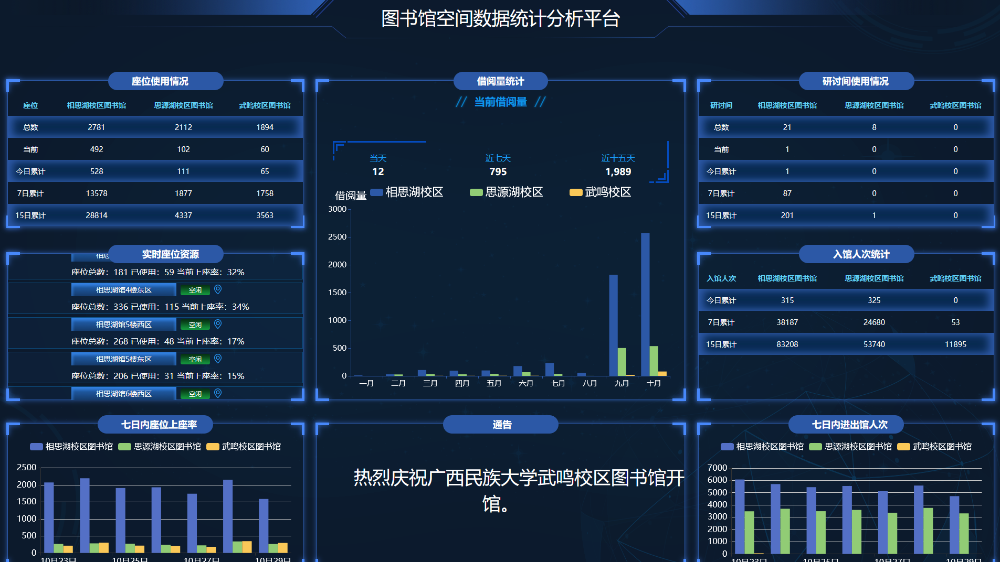 图书馆空间数据统计分析平台
座位使用情况
座位 相思湖校区图书馆 思源湖校区图书馆 武鸣校区图书馆
总数 2781 2112 1894
当前 492 102 60
今日累计 528 111 65
7日累计 13578 1877 1758
15日累计 28814 4337 3563
实时座位资源
相思
座位总数：181 已使用：59 当前上座率：32%
相思湖馆4楼东区 空闲
座位总数：336 已使用：115 当前上座率：34%
相思湖馆5楼西区 空闲
座位总数：268 已使用：48 当前上座率：17%
相思湖馆5楼东区 空闲
座位总数：206 已使用：31 当前上座率：15%
相思湖馆6楼西区 空闲
七日内座位上座率
相思湖校区图书馆 思源湖校区图书馆 武鸣校区图书馆
2500
2000
1500
1000
500
0
10月23日 10月25日 10月27日 10月29日
借阅量统计
// 当前借阅量 //
当天 近七天 近十五天
12 795 1,989
借阅量 相思湖校区 思源湖校区 武鸣校区
3000
2500
2000
1500
1000
500
0
一月 二月 三月 四月 五月 六月 七月 八月 九月 十月
通告
热烈庆祝广西民族大学武鸣校区图书馆开
馆。
研讨间使用情况
研讨间 相思湖校区图书馆 思源湖校区图书馆 武鸣校区图书馆
总数 21 8 0
当前 1 0 0
今日累计 1 0 0
7日累计 87 0 0
15日累计 201 1 0
入馆人次统计
入馆人次 相思湖校区图书馆 思源湖校区图书馆 武鸣校区图书馆
今日累计 315 325 0
7日累计 38187 24680 53
15日累计 83208 53740 11895
七日内进出馆人次
相思湖校区图书馆 思源湖校区图书馆 武鸣校区图书馆
7000
6000
5000
4000
3000
2000
1000
0
10月23日 10月25日 10月27日 10月29日